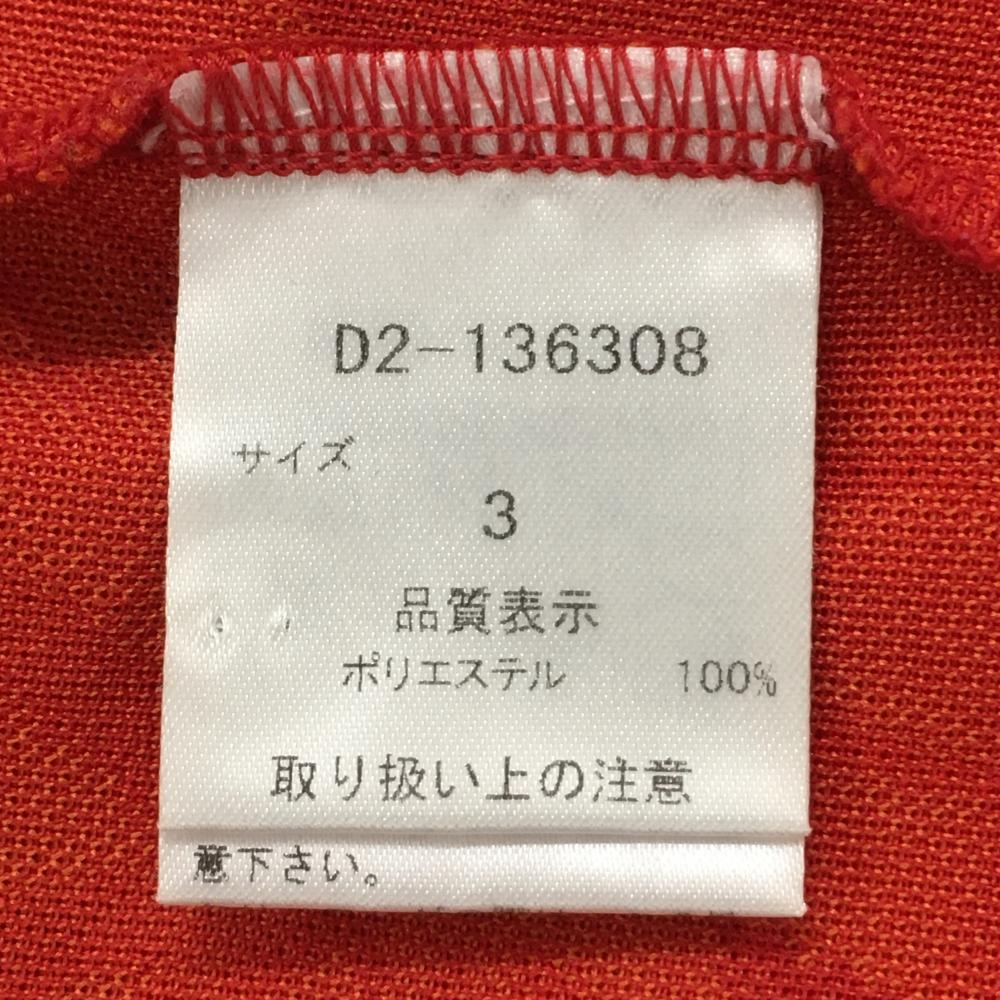 D2-136308
サイズ
3
品質表示
ポリエステル 100%
取り扱い上の注意
意下さい。